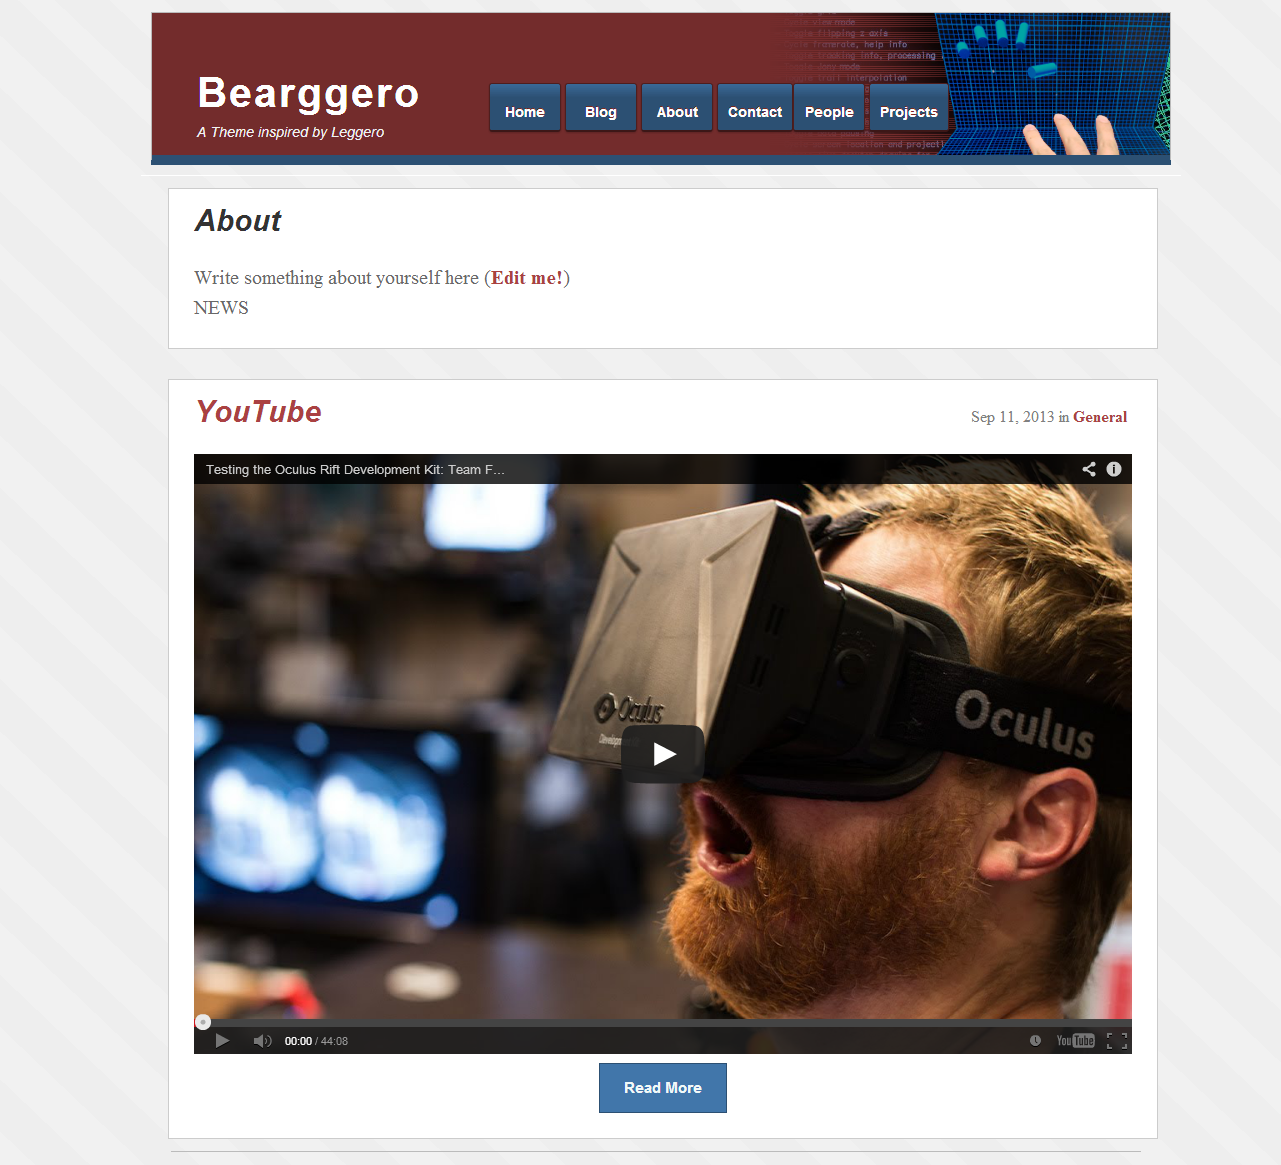 Bearggero
A Theme inspired by Leggero
Home Blog About Contact People Projects
About
Write something about yourself here (Edit me!)
NEWS
YouTube
Sep 11, 2013 in General
Testing the Oculus Rift Development Kit: Team F...
Oculus
Oculus
00:00 / 44:08
YouTube
Read More